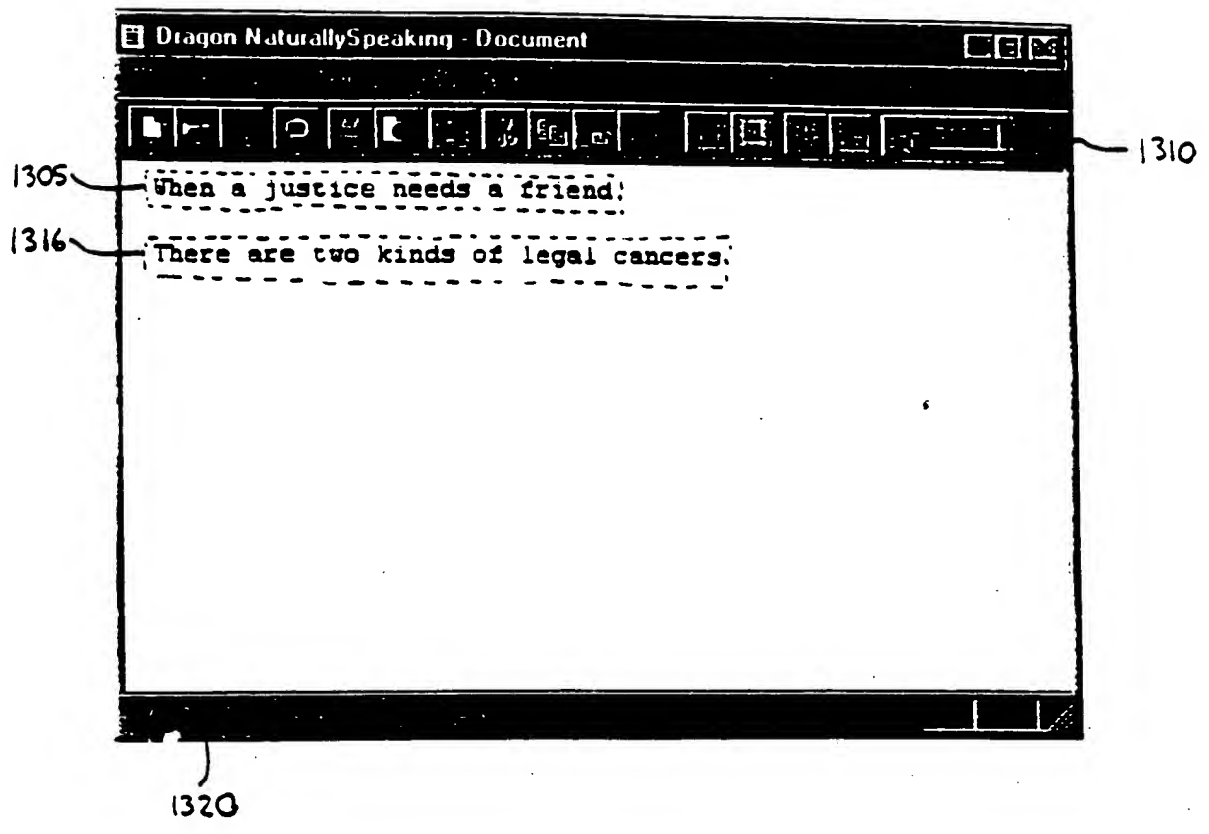 Dragon NaturallySpeaking - Document
1310
1305
When a justice needs a friend.
1316
There are two kinds of legal cancers.
1320